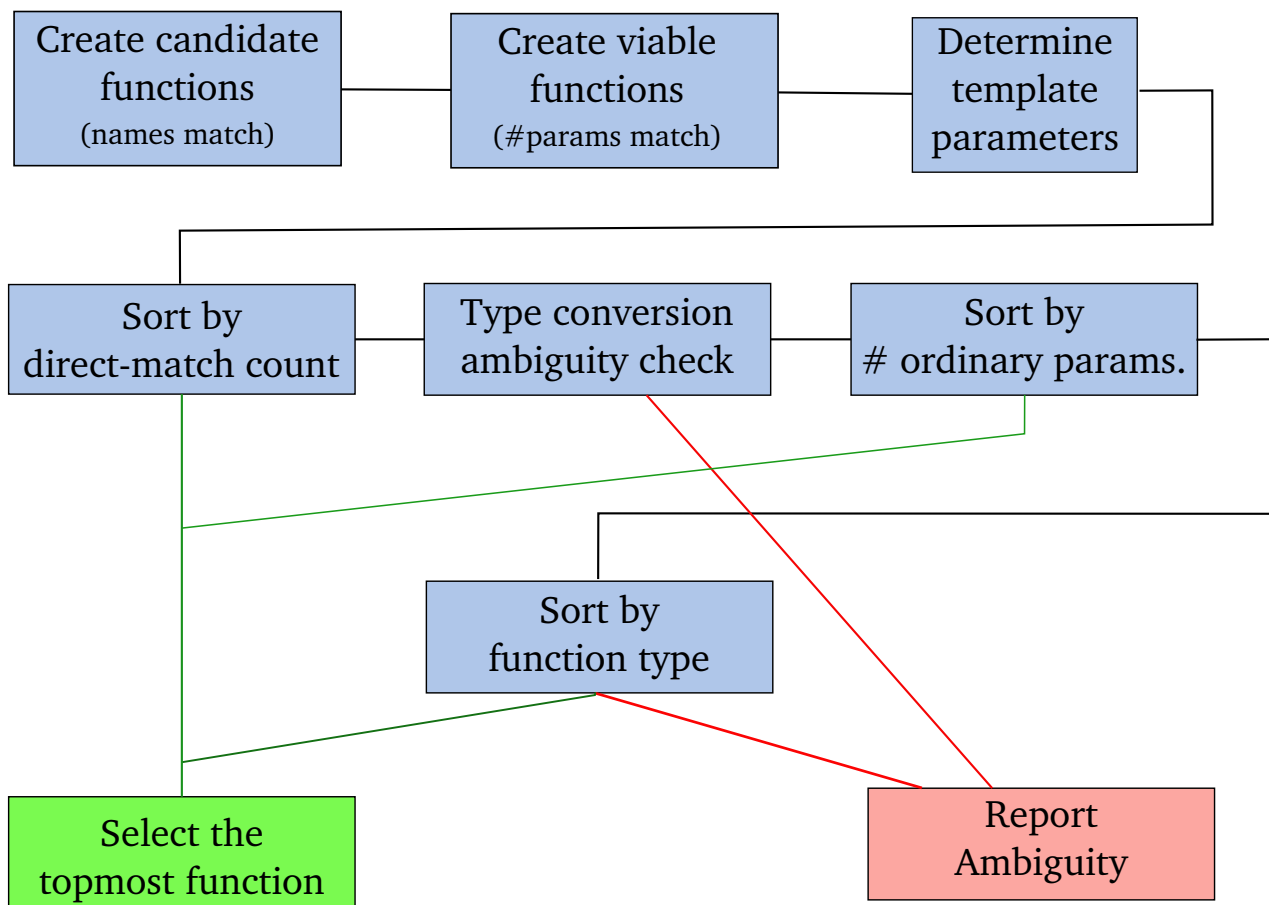 Create candidate
functions
(names match)
Create viable
functions
(#params match)
Determine
template
parameters
Sort by
direct-match count
Type conversion
ambiguity check
Sort by
# ordinary params.
Sort by
function type
Select the
topmost function
Report
Ambiguity